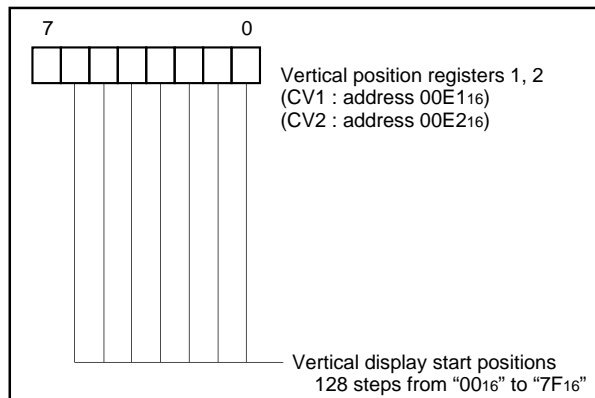 7 0
Vertical position registers 1, 2
(CV1 : address 00E116)
(CV2 : address 00E216)
Vertical display start positions
128 steps from “0016” to “7F16”